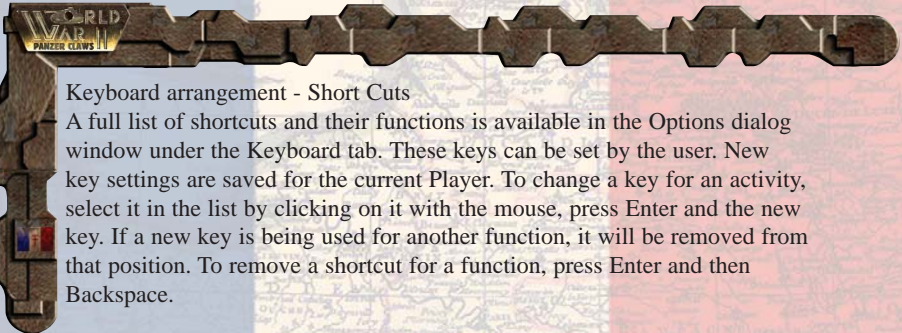 WORLD
WAR II
PANZER CLAWS
Keyboard arrangement - Short Cuts
A full list of shortcuts and their functions is available in the Options dialog
window under the Keyboard tab. These keys can be set by the user. New
key settings are saved for the current Player. To change a key for an activity,
select it in the list by clicking on it with the mouse, press Enter and the new
key. If a new key is being used for another function, it will be removed from
that position. To remove a shortcut for a function, press Enter and then
Backspace.